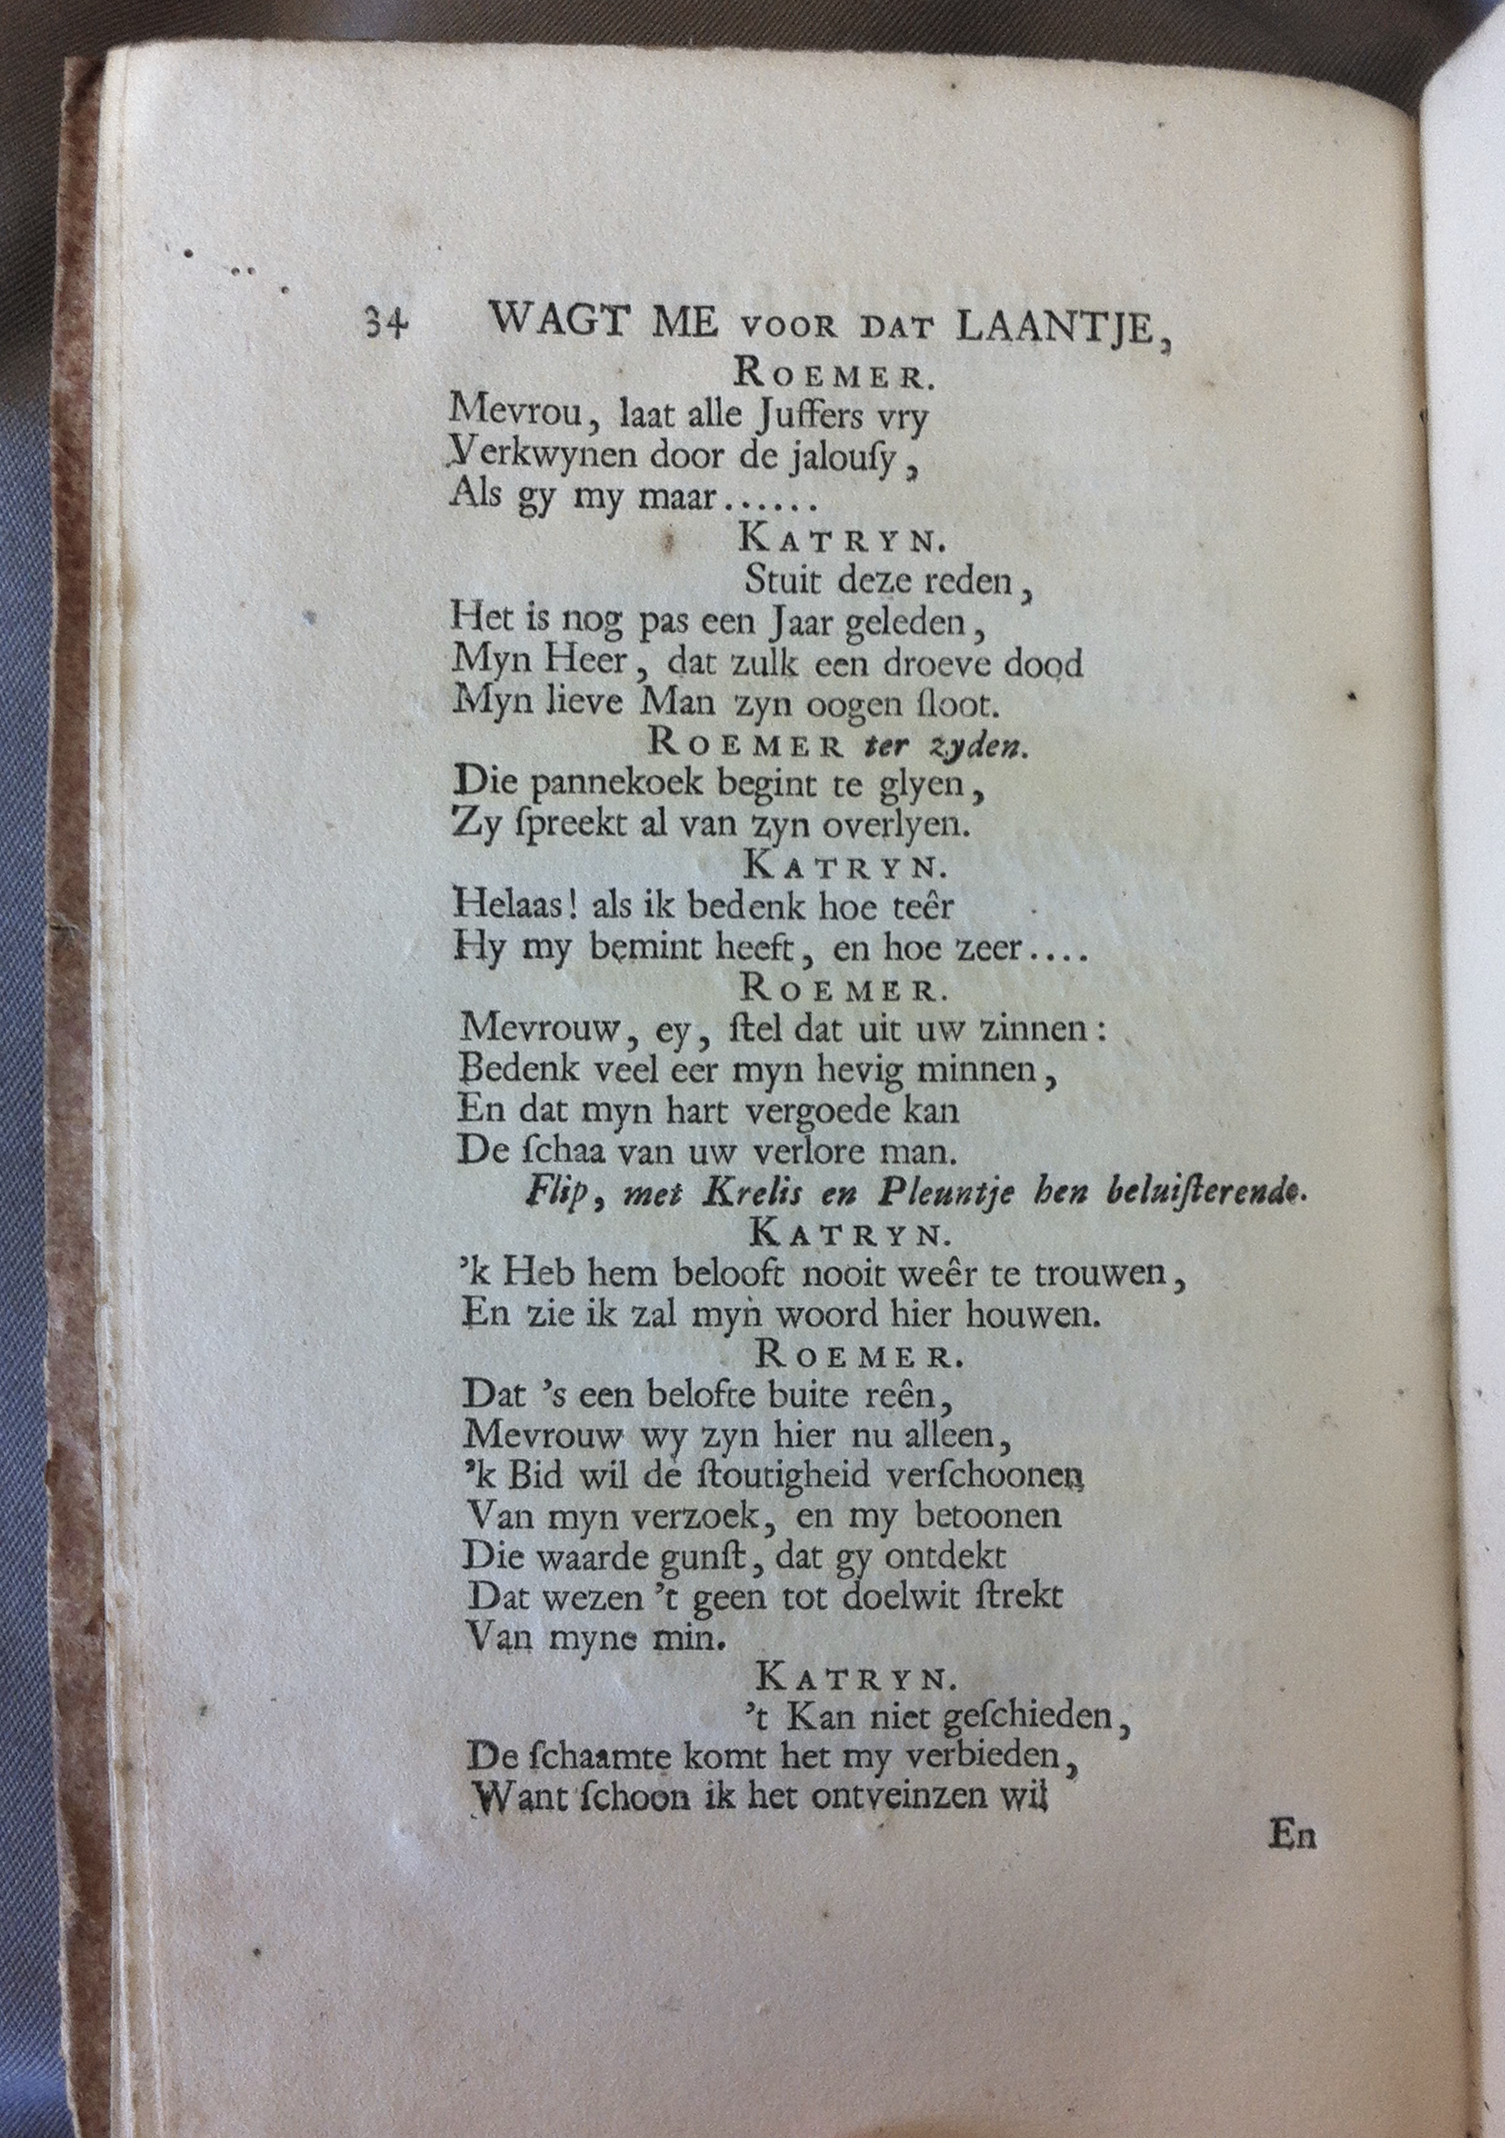 34 WAGT ME VOOR DAT LAANTJE,
ROEMER.
Mevrou, laat alle Juffers vry
Verkwynen door de jalouſy,
Als gy my maar......
KATRYN.
Stuit deze reden,
Het is nog pas een Jaar geleden,
Myn Heer, dat zulk een droeve dood
Myn lieve Man zyn oogen ſloot.
ROEMER ter zyden.
Die pannekoek begint te glyen,
Zy ſpreekt al van zyn overlyen.
KATRYN.
Helaas! als ik bedenk hoe teêr
Hy my bemint heeft, en hoe zeer....
ROEMER.
Mevrouw, ey, ſtel dat uit uw zinnen:
Bedenk veel eer myn hevig minnen,
En dat myn hart vergoede kan
De ſchaa van uw verlore man.
Flip, met Krelis en Pleuntje hen beluiſterende.
KATRYN.
'k Heb hem belooft nooit weêr te trouwen,
En zie ik zal myn woord hier houwen.
ROEMER.
Dat 's een belofte buite reên,
Mevrouw wy zyn hier nu alleen,
'k Bid wil de ſtoutigheid verſchoonen
Van myn verzoek, en my betoonen
Die waarde gunſt, dat gy ontdekt
Dat wezen 't geen tot doelwit ſtrekt
Van myne min.
KATRYN.
't Kan niet geſchieden,
De ſchaamte komt het my verbieden,
Want ſchoon ik het ontveinzen wil
En